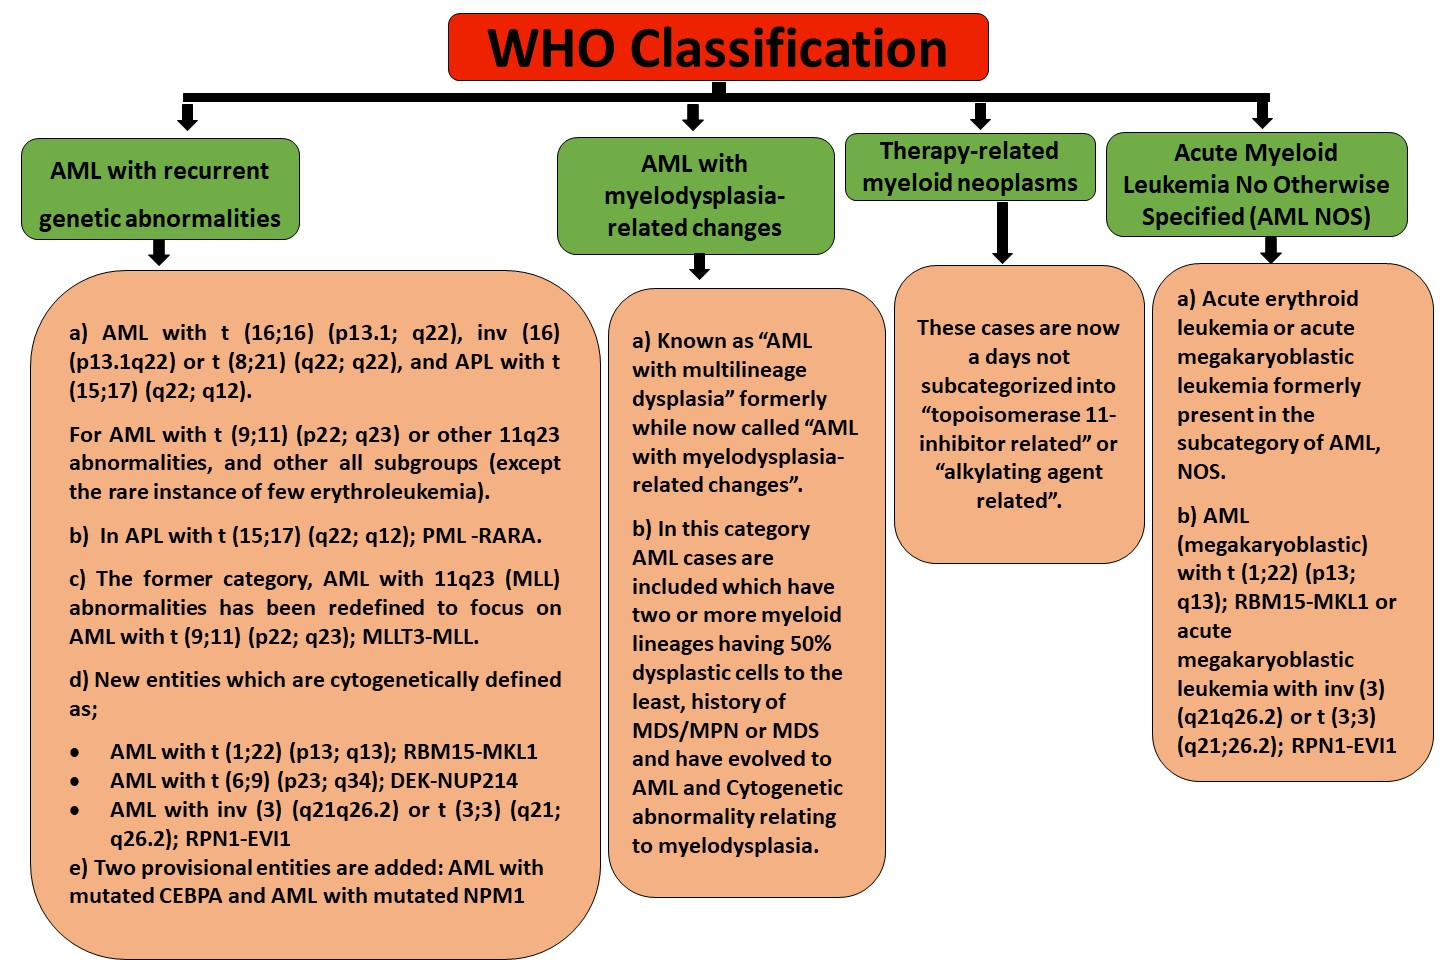 WHO Classification
AML with recurrent
genetic abnormalities
a) AML with t (16;16) (p13.1; q22), inv (16)
(p13.1q22) or t (8;21) (q22; q22), and APL with t
(15;17) (q22; q12).
For AML with t (9;11) (p22; q23) or other 11q23
abnormalities, and other all subgroups (except
the rare instance of few erythroleukemia).
b) In APL with t (15;17) (q22; q12); PML -RARA.
c) The former category, AML with 11q23 (MLL)
abnormalities has been redefined to focus on
AML with t (9;11) (p22; q23); MLLT3-MLL.
d) New entities which are cytogenetically defined
as;
• AML with t (1;22) (p13; q13); RBM15-MKL1
• AML with t (6;9) (p23; q34); DEK-NUP214
• AML with inv (3) (q21q26.2) or t (3;3) (q21;
q26.2); RPN1-EVI1
e) Two provisional entities are added: AML with
mutated CEBPA and AML with mutated NPM1
AML with
myelodysplasia-
related changes
a) Known as “AML
with multilineage
dysplasia” formerly
while now called “AML
with myelodysplasia-
related changes”.
b) In this category
AML cases are
included which have
two or more myeloid
lineages having 50%
dysplastic cells to the
least, history of
MDS/MPN or MDS
and have evolved to
AML and Cytogenetic
abnormality relating
to myelodysplasia.
Therapy-related
myeloid neoplasms
These cases are now
a days not
subcategorized into
“topoisomerase 11-
inhibitor related” or
“alkylating agent
related”.
Acute Myeloid
Leukemia No Otherwise
Specified (AML NOS)
a) Acute erythroid
leukemia or acute
megakaryoblastic
leukemia formerly
present in the
subcategory of AML,
NOS.
b) AML
(megakaryoblastic)
with t (1;22) (p13;
q13); RBM15-MKL1 or
acute
megakaryoblastic
leukemia with inv (3)
(q21q26.2) or t (3;3)
(q21;26.2); RPN1-EVI1